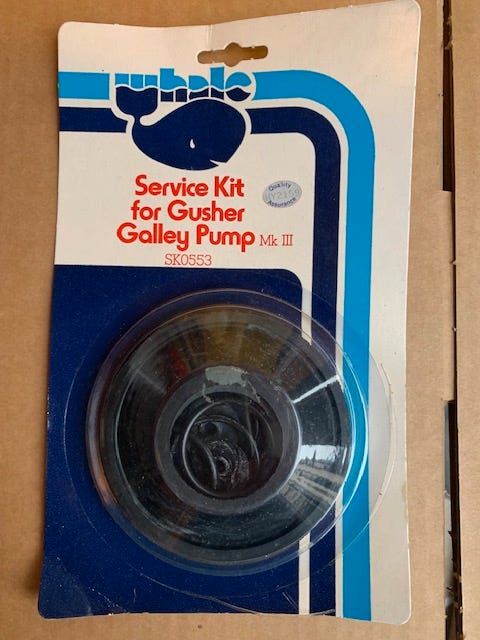 whale
Service Kit
for Gusher
Galley Pump Mk III
SK0553
Quality
Assurance